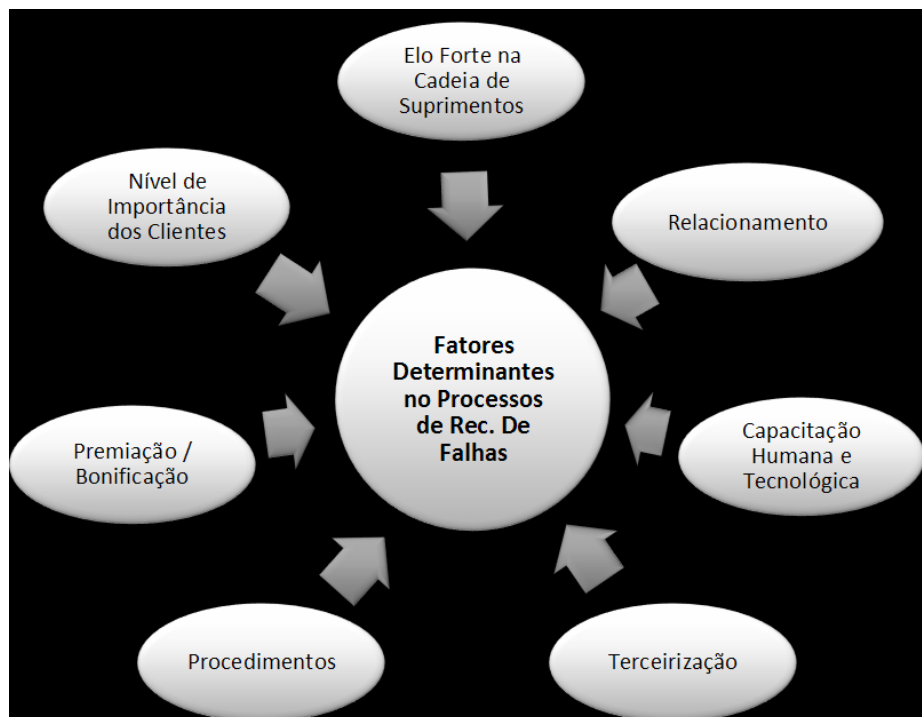 Elo Forte na
Cadeia de
Suprimentos
Nível de
Importância
dos Clientes
Relacionamento
Fatores
Determinantes
no Processos
de Rec. De
Falhas
Premiação /
Bonificação
Capacitação
Humana e
Tecnológica
Procedimentos
Terceirização